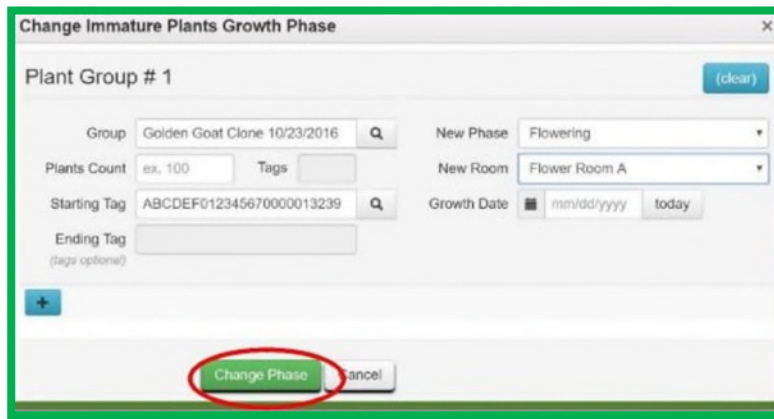 Change Immature Plants Growth Phase ×
Plant Group # 1 (clear)
Group Golden Goat Clone 10/23/2016 New Phase Flowering
Plants Count ex. 100 Tags New Room Flower Room A
Starting Tag ABCDEF012345670000013239 Growth Date mm/dd/yyyy today
Ending Tag
(tags optional)
+
Change Phase Cancel